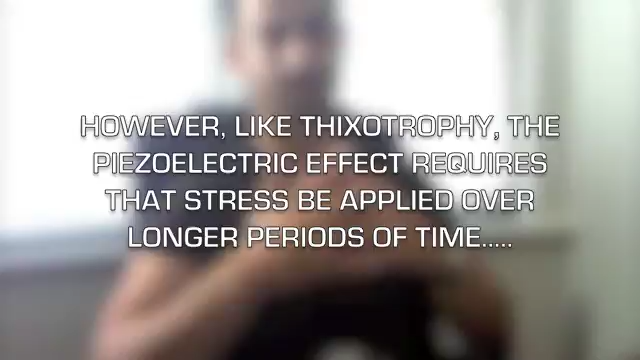 HOWEVER, LIKE THIXOTROPHY, THE
PIEZOELECTRIC EFFECT REQUIRES
THAT STRESS BE APPLIED OVER
LONGER PERIODS OF TIME.....